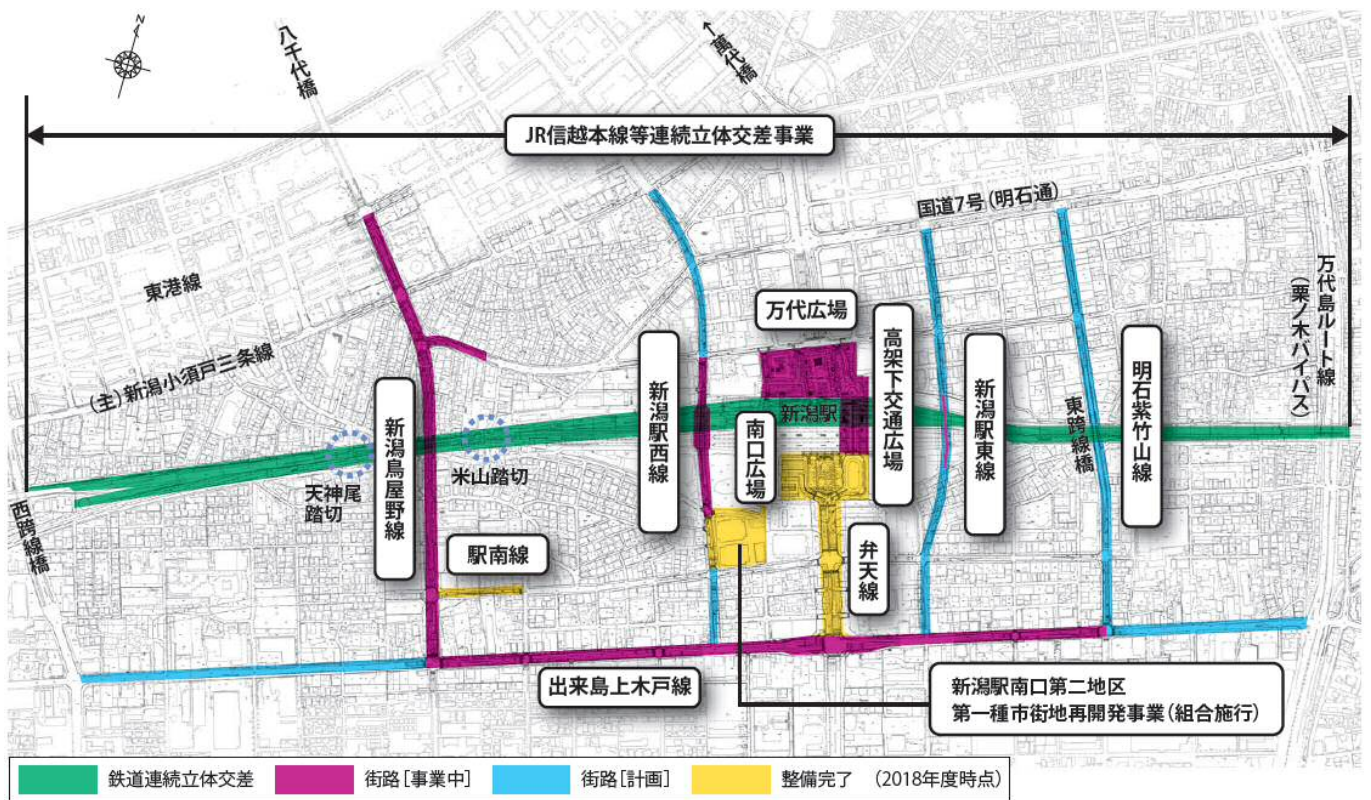 N
八千代橋
←萬代橋
JR信越本線等連続立体交差事業
国道7号(明石通)
東港線
(主)新潟小須戸三条線
万代島ルート線
(栗ノ木バイパス)
万代広場
高架下交通広場
新潟駅西線
新潟駅東線
東跨線橋
明石紫竹山線
新潟駅
南口広場
新潟鳥屋野線
天神尾
踏切
米山踏切
西跨線橋
駅南線
弁天線
出来島上木戸線
新潟駅南口第二地区
第一種市街地再開発事業(組合施行)
鉄道連続立体交差
街路[事業中]
街路[計画]
整備完了 (2018年度時点)